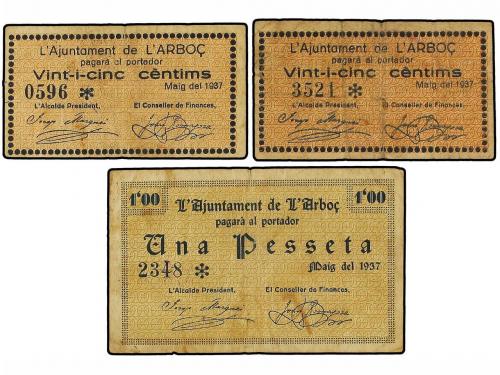 L'Ajuntament de L'ARBOÇ
pagarà al portador
Vint-i-cinc cèntims
0596 * Maig del 1937
L'Alcalde President, El Conseller de Finances,
L'Ajuntament de L'ARBOÇ
pagarà al portador
Vint-i-cinc cèntims
3521 * Maig del 1937
L'Alcalde President, El Conseller de Finances,
1'00 1'00
L'Ajuntament de L'Arboç
pagarà al portador
Una Pesseta
2348 * Maig del 1937
L'Alcalde President, El Conseller de Finances,